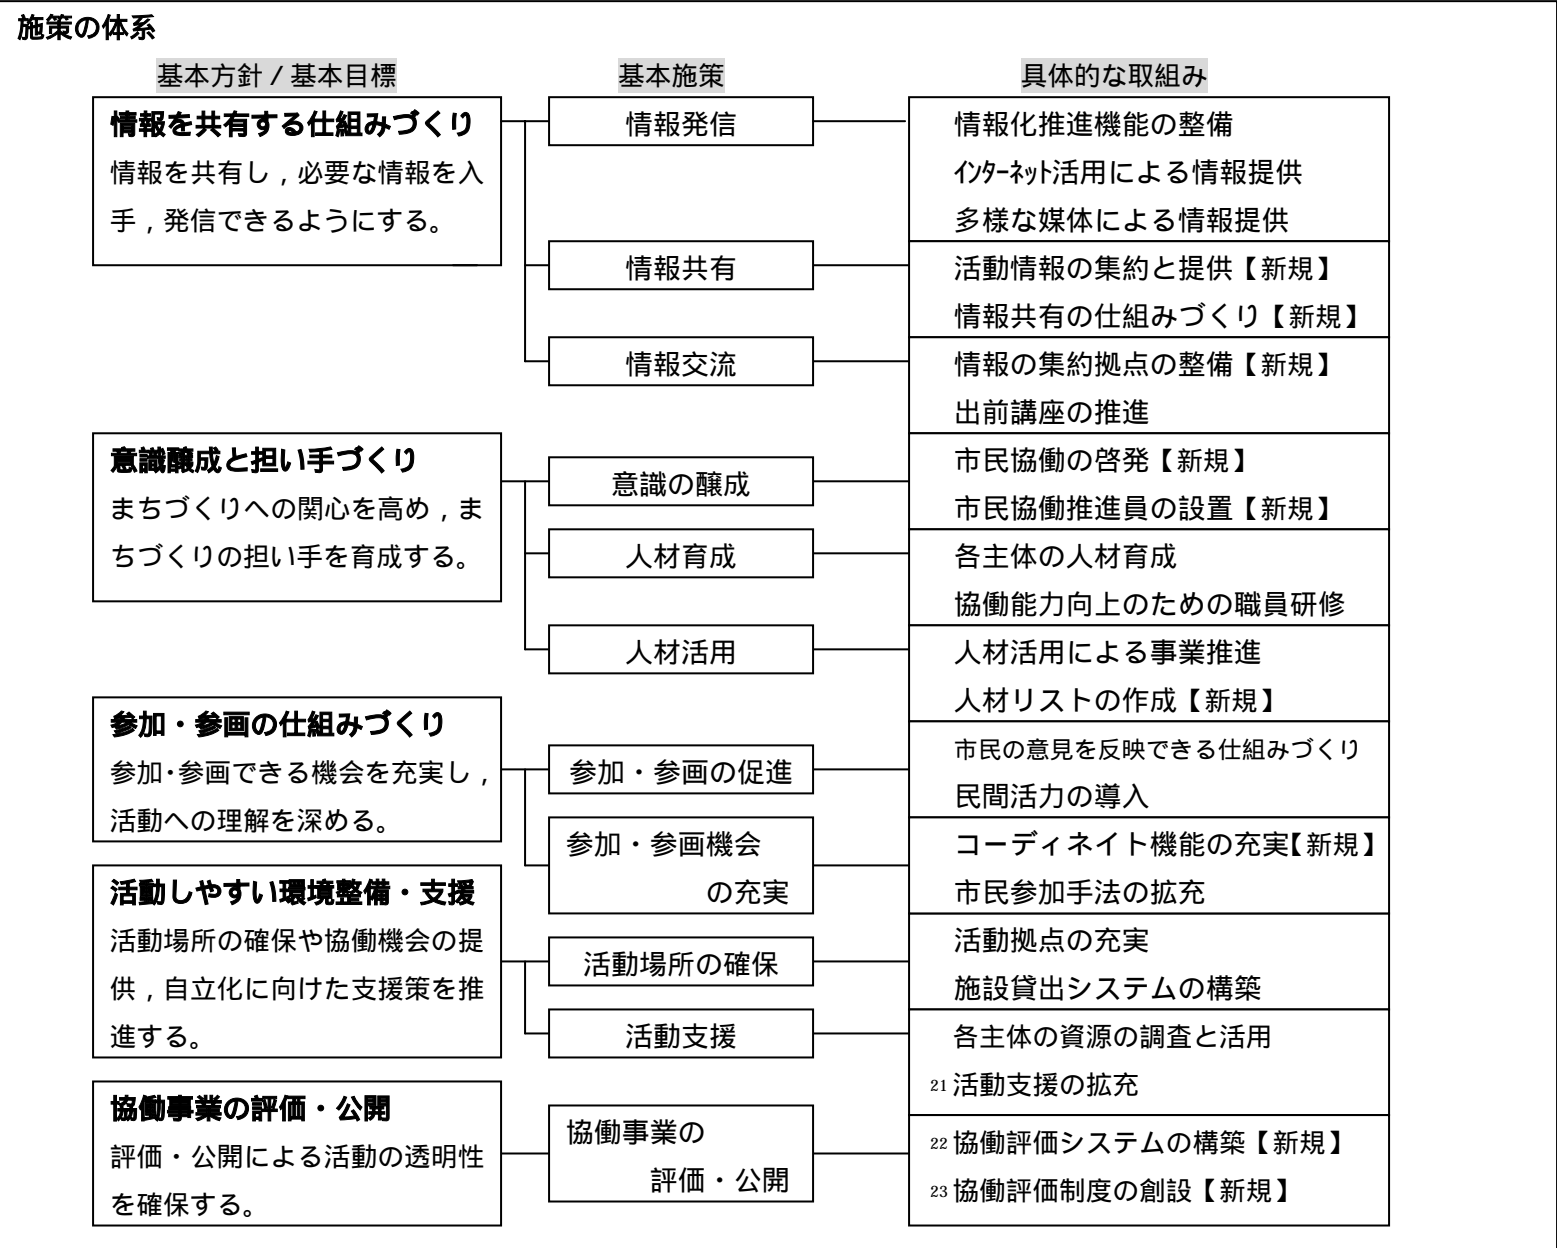 施策の体系
基本方針 / 基本目標
基本施策
具体的な取組み
情報を共有する仕組みづくり
情報を共有し，必要な情報を入
手，発信できるようにする。
情報発信
情報化推進機能の整備
ｲﾝﾀｰﾈｯﾄ活用による情報提供
多様な媒体による情報提供
情報共有
活動情報の集約と提供【新規】
情報共有の仕組みづくり【新規】
情報交流
情報の集約拠点の整備【新規】
出前講座の推進
意識醸成と担い手づくり
まちづくりへの関心を高め，ま
ちづくりの担い手を育成する。
意識の醸成
市民協働の啓発【新規】
市民協働推進員の設置【新規】
人材育成
各主体の人材育成
協働能力向上のための職員研修
人材活用
人材活用による事業推進
人材リストの作成【新規】
参加・参画の仕組みづくり
参加･参画できる機会を充実し，
活動への理解を深める。
参加・参画の促進
市民の意見を反映できる仕組みづくり
民間活力の導入
参加・参画機会
の充実
コーディネイト機能の充実【新規】
市民参加手法の拡充
活動しやすい環境整備・支援
活動場所の確保や協働機会の提
供，自立化に向けた支援策を推
進する。
活動場所の確保
活動拠点の充実
施設貸出システムの構築
活動支援
各主体の資源の調査と活用
21 活動支援の拡充
協働事業の評価・公開
評価・公開による活動の透明性
を確保する。
協働事業の
評価・公開
22 協働評価システムの構築【新規】
23 協働評価制度の創設【新規】